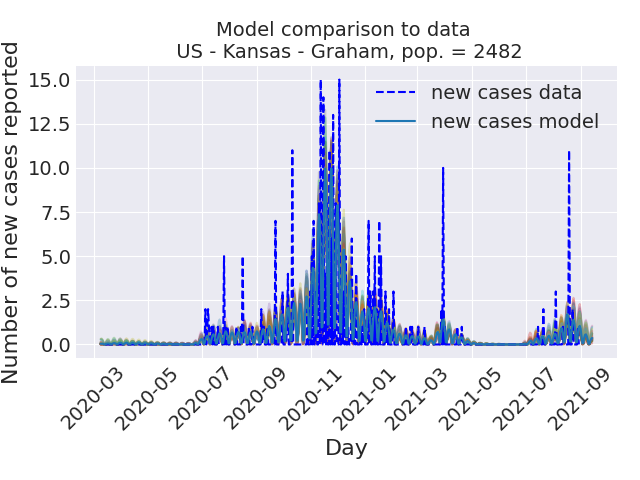 Model comparison to data
US - Kansas - Graham, pop. = 2482
Number of new cases reported
15.0
12.5
10.0
7.5
5.0
2.5
0.0
new cases data
new cases model
2020-03
2020-05
2020-07
2020-09
2020-11
2021-01
2021-03
2021-05
2021-07
2021-09
Day